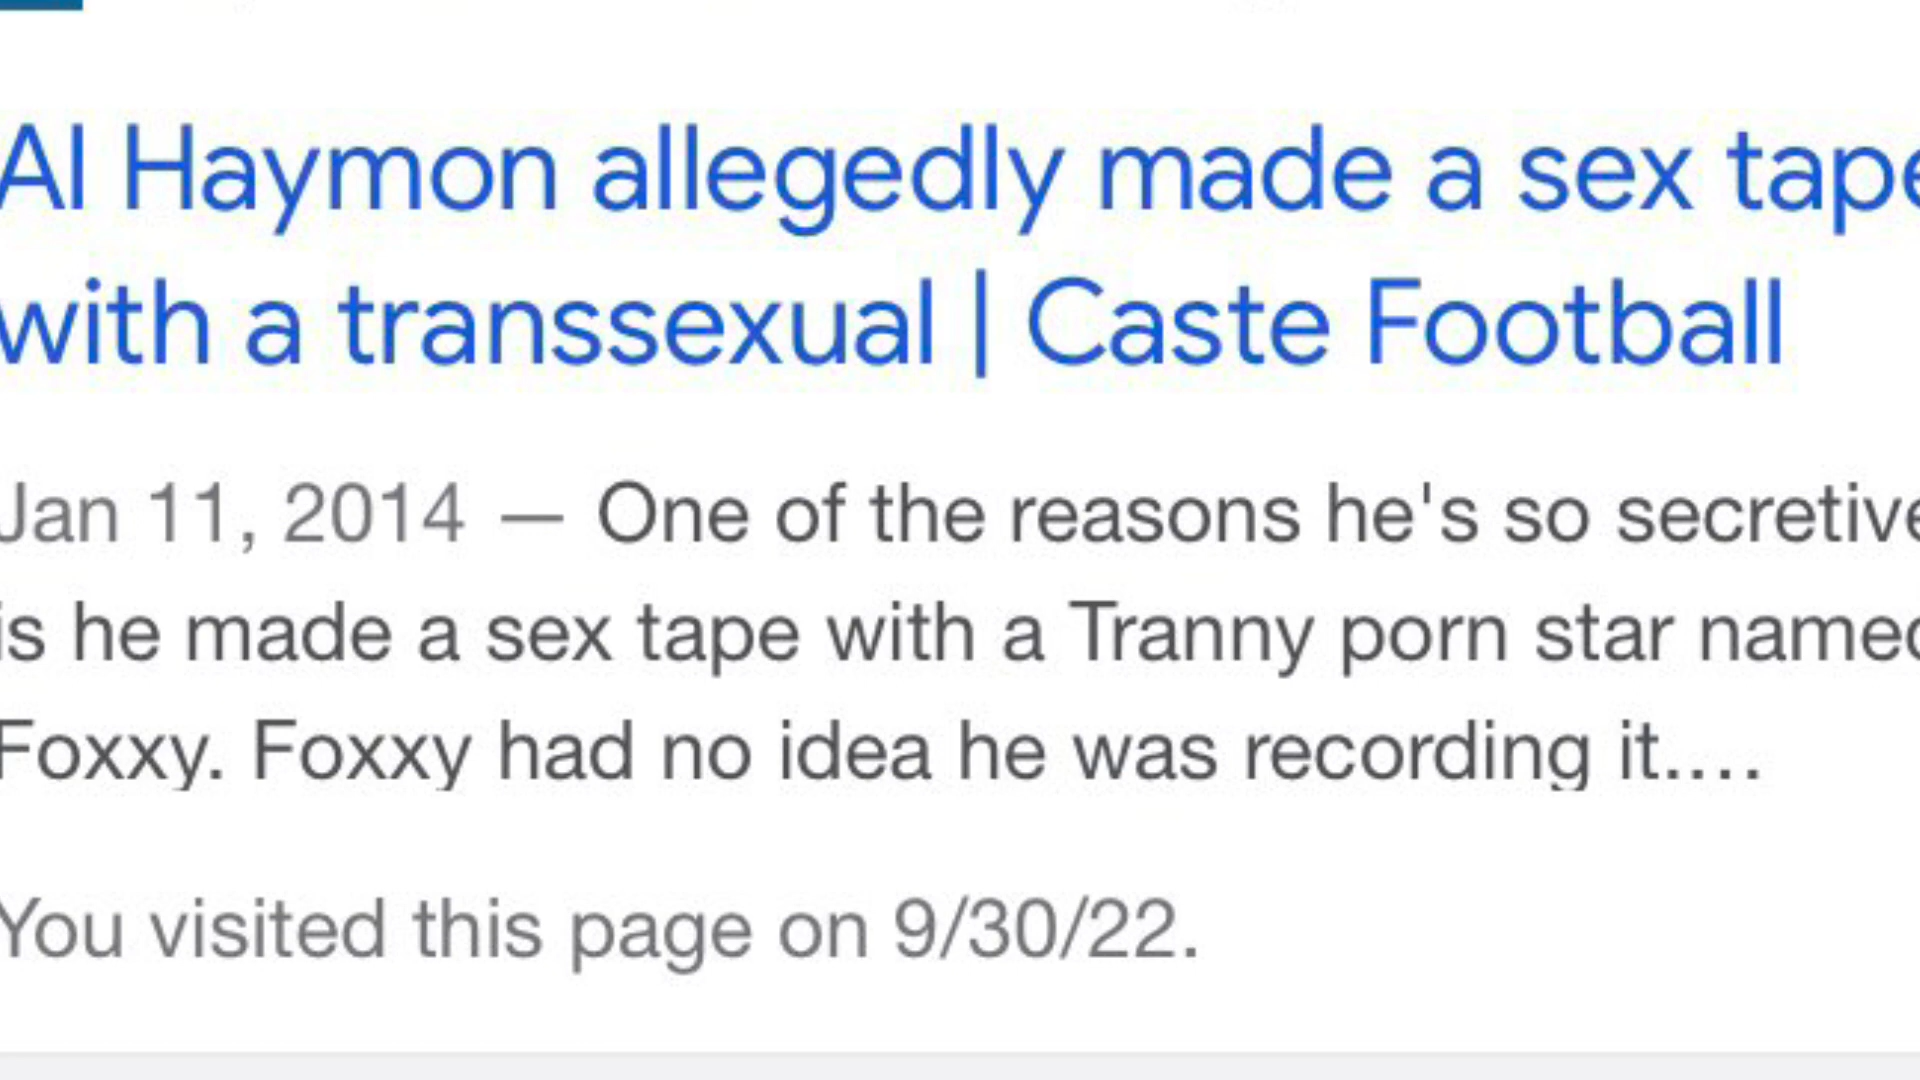 Al Haymon allegedly made a sex tape
with a transsexual | Caste Football
Jan 11, 2014 — One of the reasons he's so secretive
is he made a sex tape with a Tranny porn star named
Foxxy. Foxxy had no idea he was recording it....
You visited this page on 9/30/22.